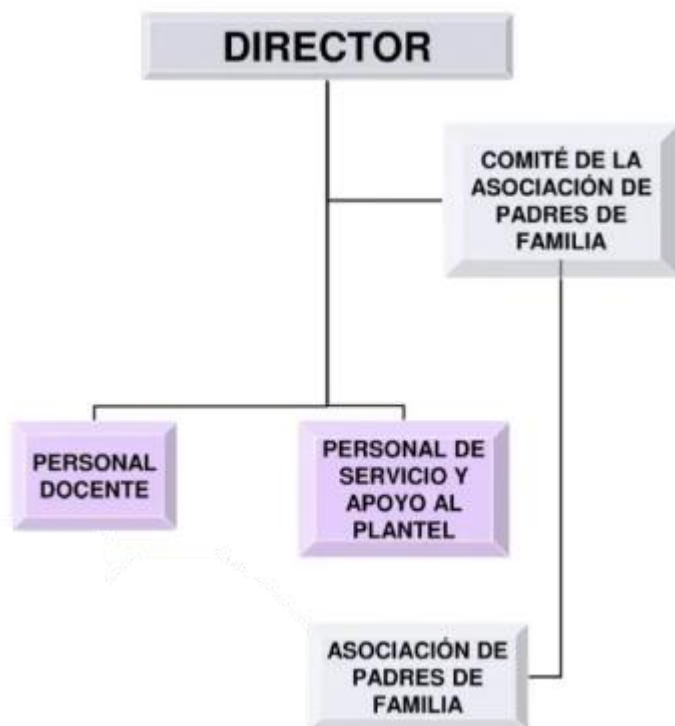 DIRECTOR
COMITÉ DE LA
ASOCIACIÓN DE
PADRES DE
FAMILIA
PERSONAL
DOCENTE
PERSONAL DE
SERVICIO Y
APOYO AL
PLANTEL
ASOCIACIÓN DE
PADRES DE
FAMILIA